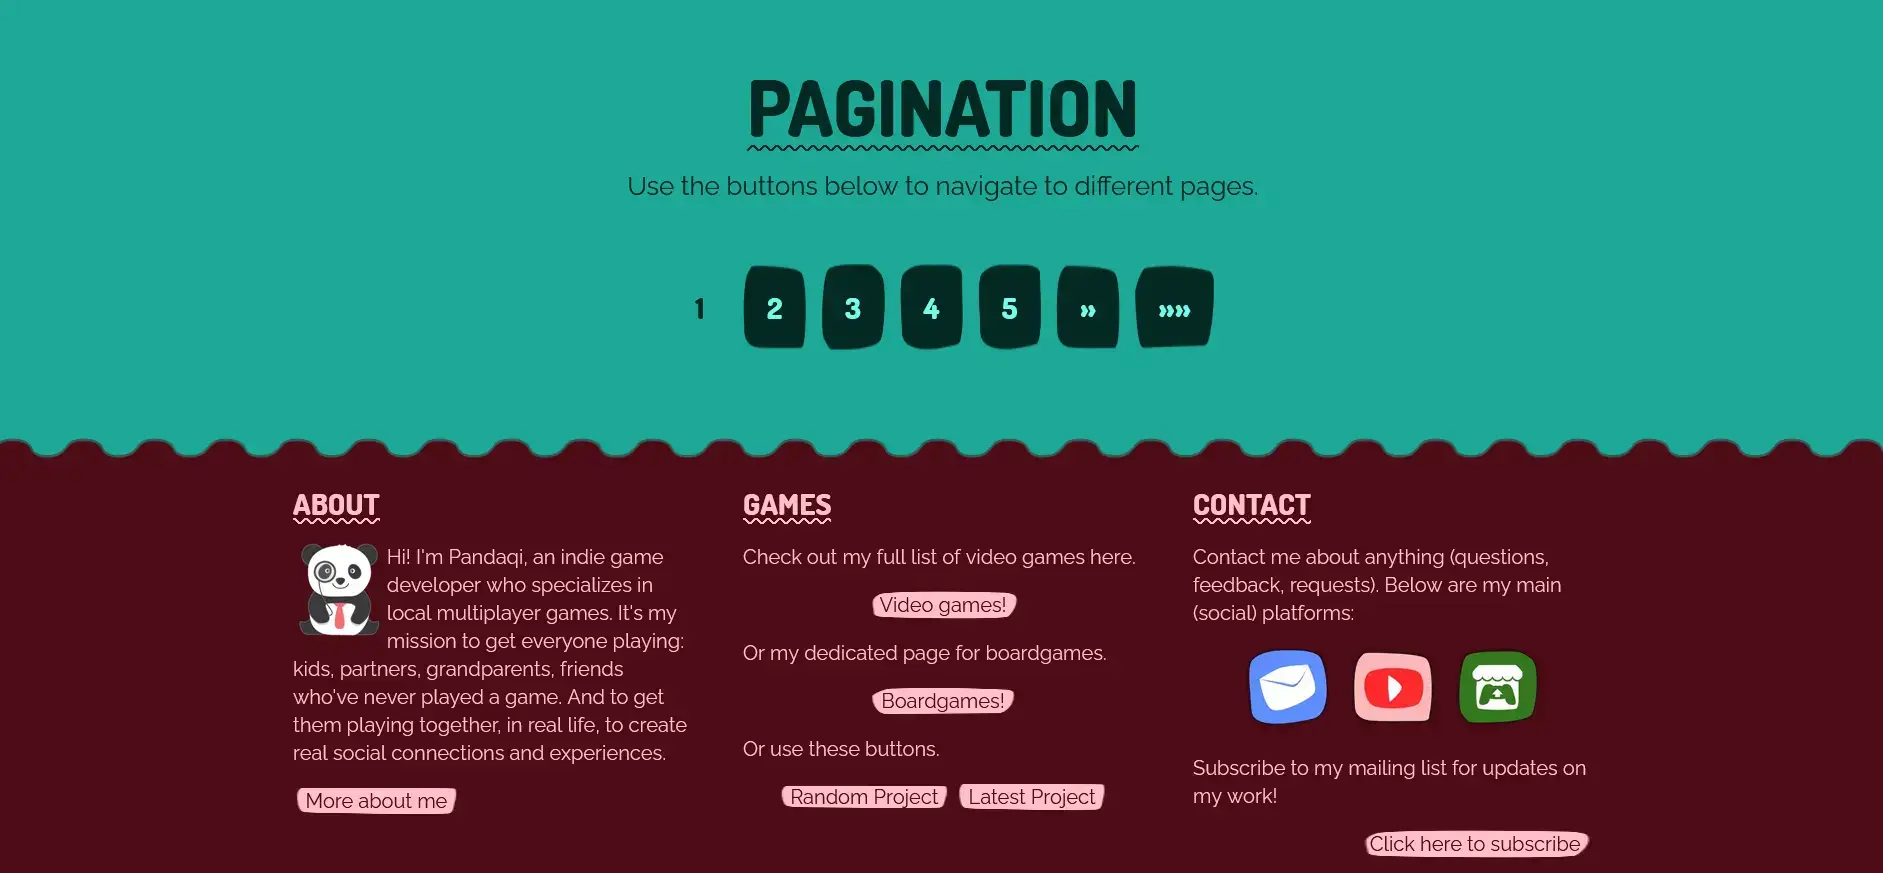 PAGINATION
Use the buttons below to navigate to different pages.
1 2 3 4 5 » »»
ABOUT
Hi! I'm Pandaqi, an indie game
developer who specializes in
local multiplayer games. It's my
mission to get everyone playing:
kids, partners, grandparents, friends
who've never played a game. And to get
them playing together, in real life, to create
real social connections and experiences.
More about me
GAMES
Check out my full list of video games here.
Video games!
Or my dedicated page for boardgames.
Boardgames!
Or use these buttons.
Random Project Latest Project
CONTACT
Contact me about anything (questions,
feedback, requests). Below are my main
(social) platforms:
Subscribe to my mailing list for updates on
my work!
Click here to subscribe